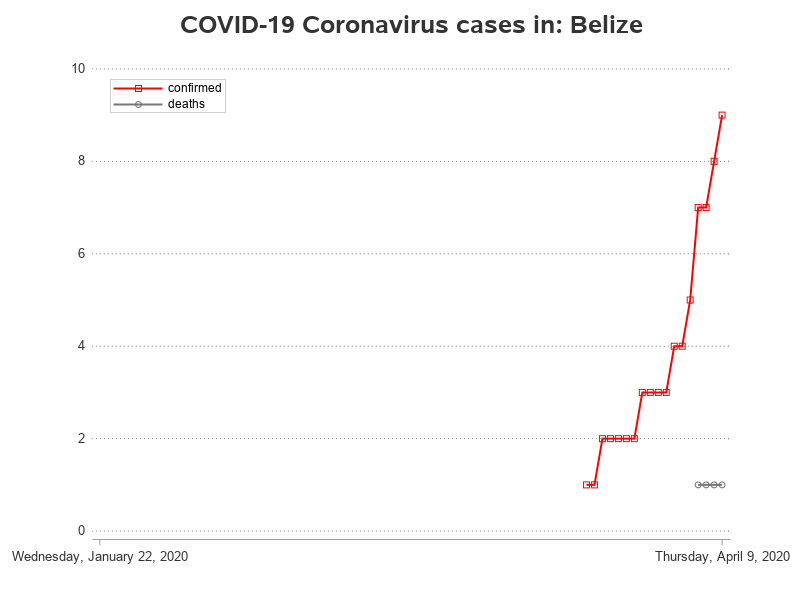 COVID-19 Coronavirus cases in: Belize
10
confirmed
deaths
8
6
4
2
0
Wednesday, January 22, 2020
Thursday, April 9, 2020